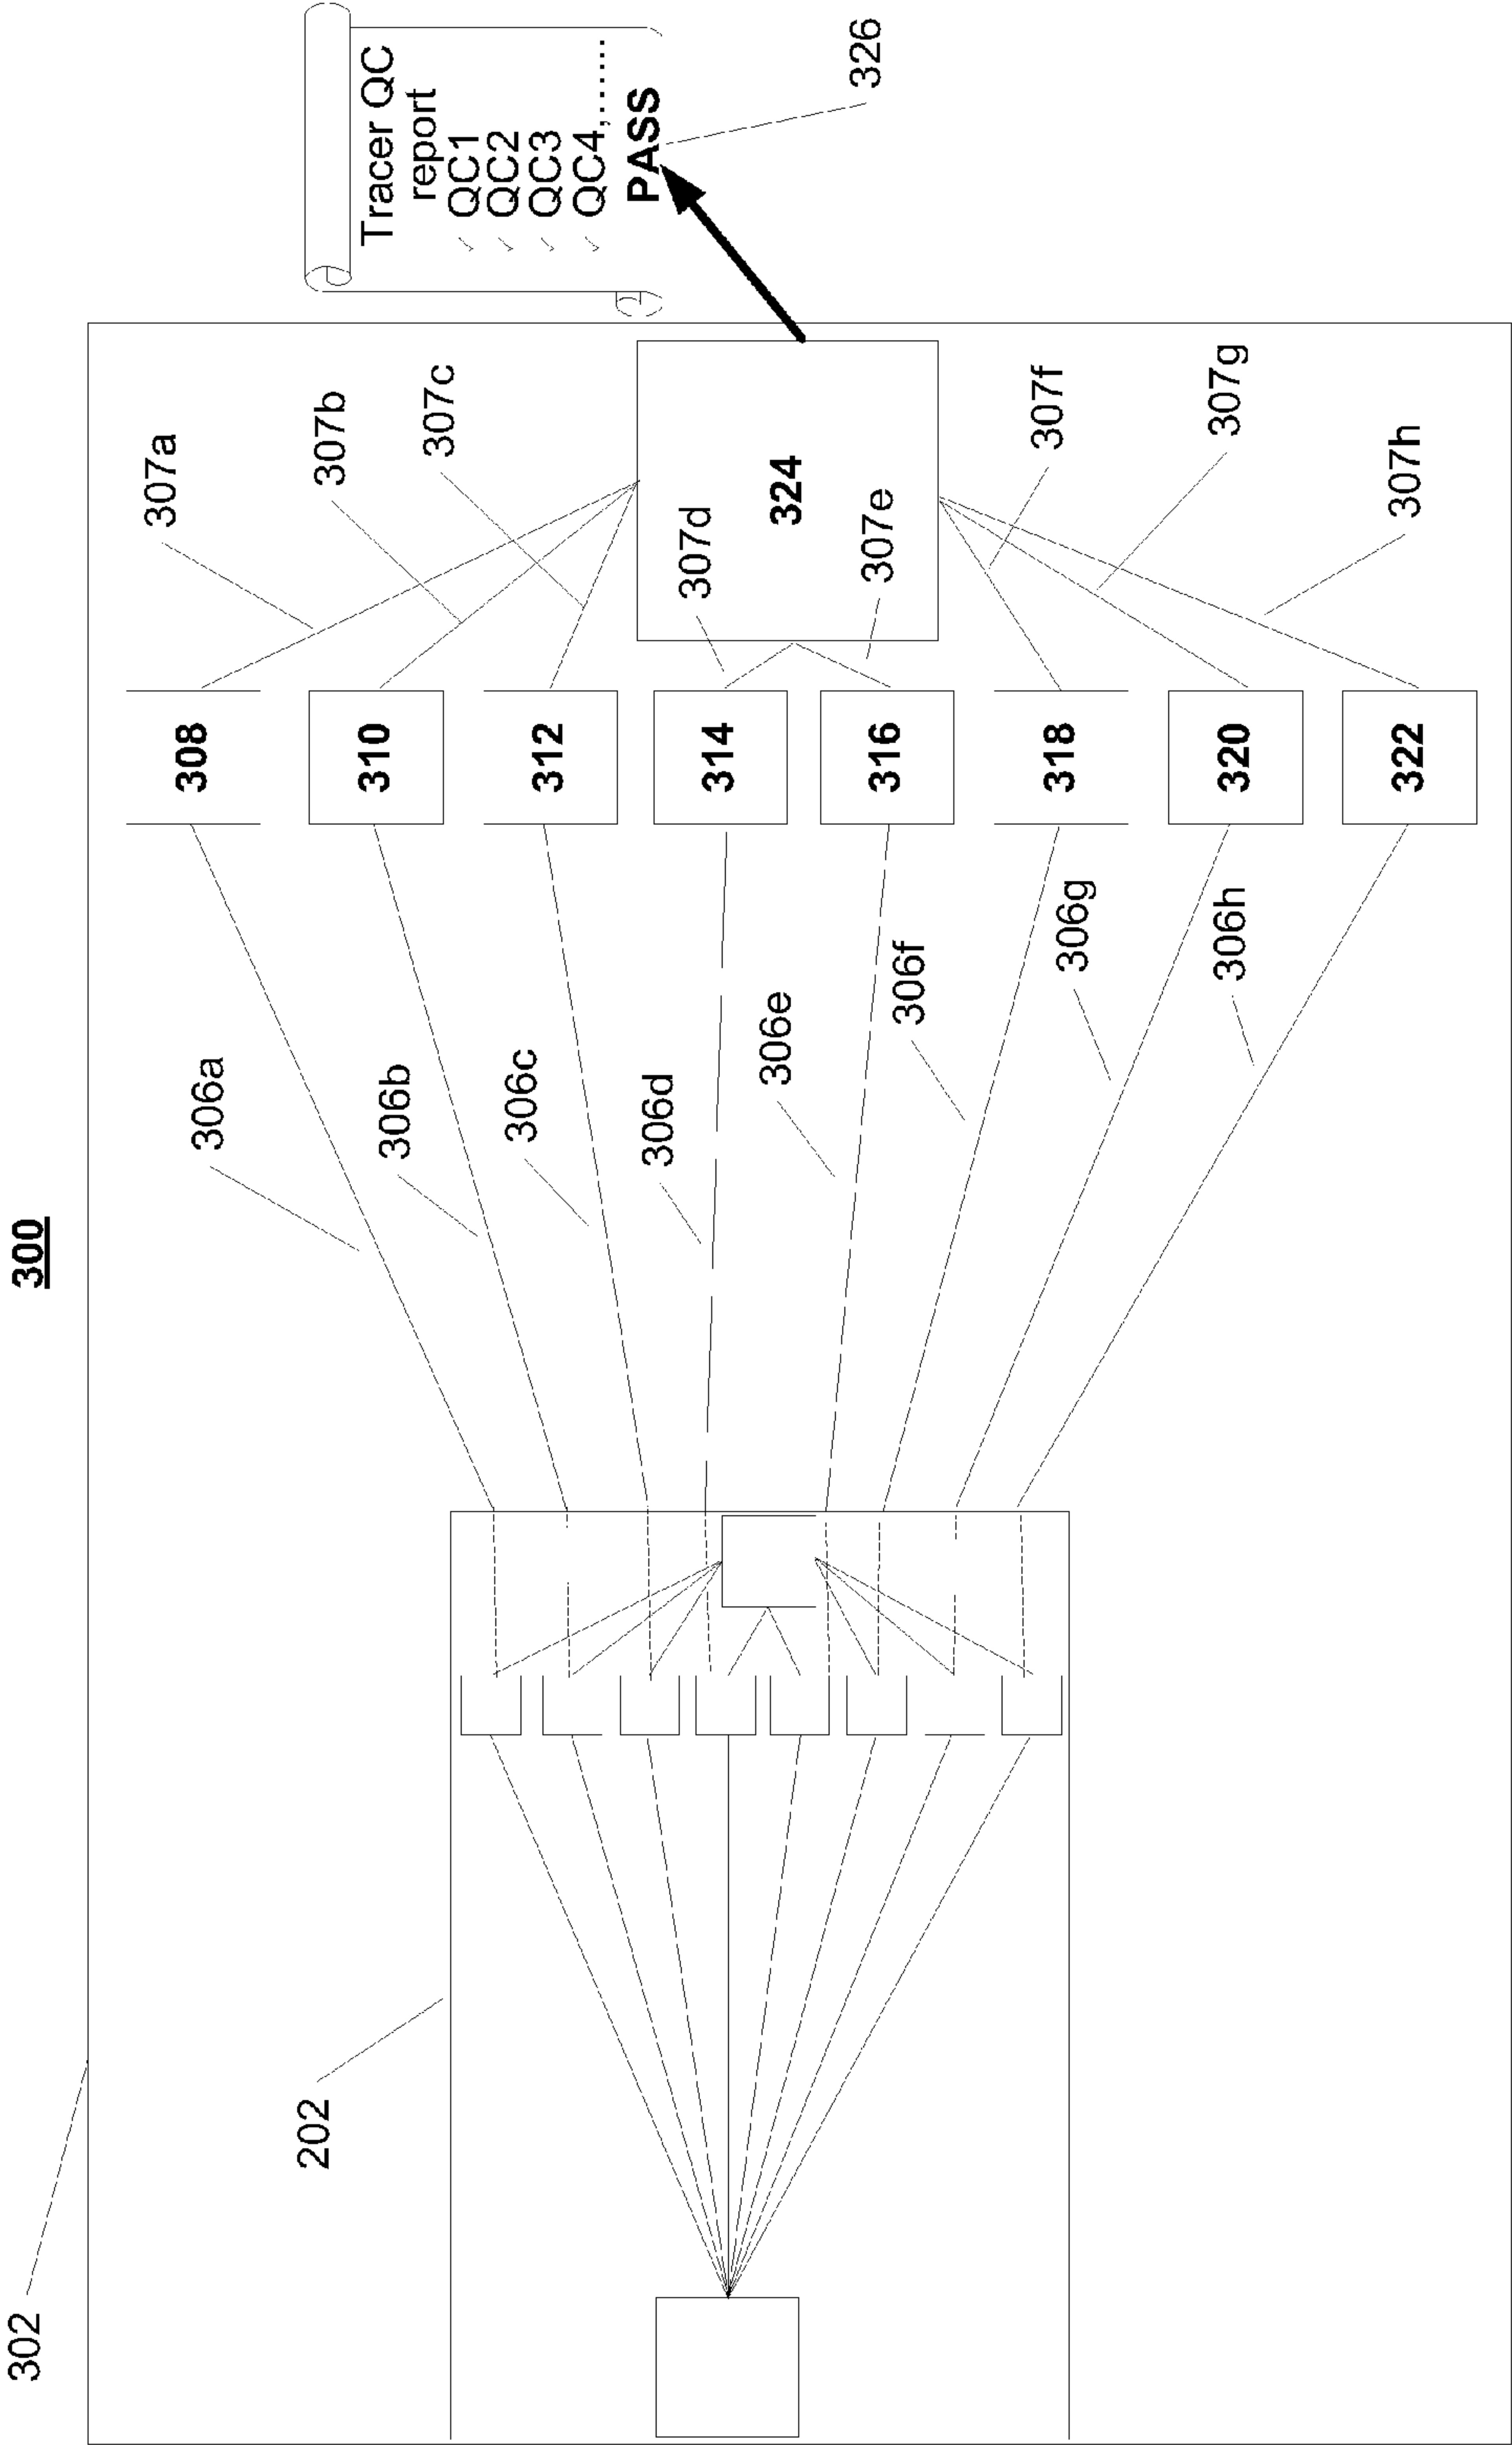 300
302
202
306a
306b
306c
306d
306e
306f
306g
306h
308
310
312
314
316
318
320
322
307a
307b
307c
307d
307e
307f
307g
307h
324
Tracer QC
report
✓ QC1
✓ QC2
✓ QC3
✓ QC4,......
PASS
326